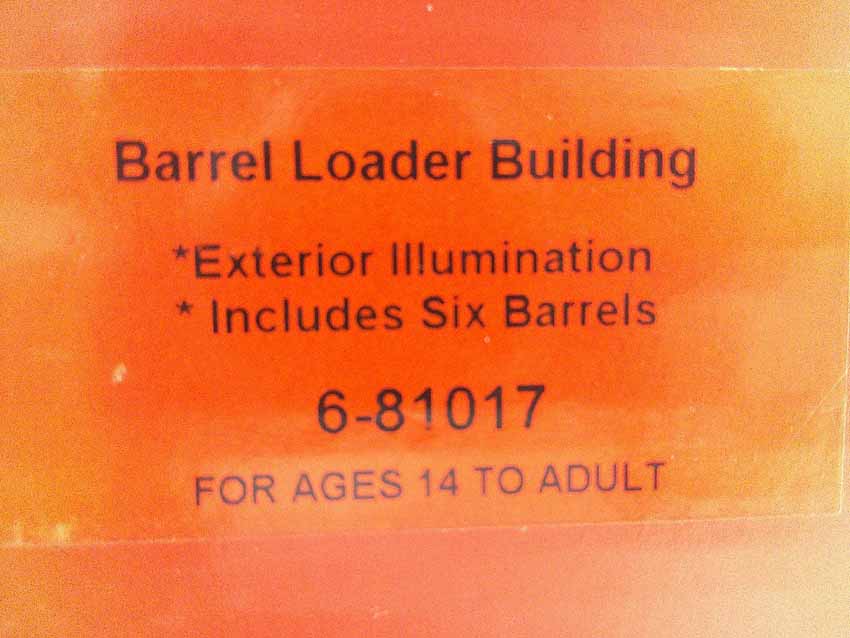 Barrel Loader Building
*Exterior Illumination
* Includes Six Barrels
6-81017
FOR AGES 14 TO ADULT